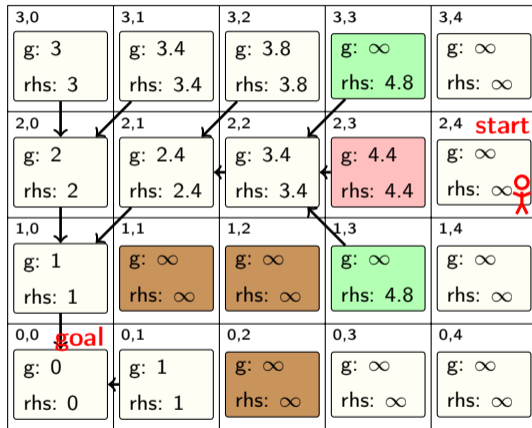 3,0 3,1 3,2 3,3 3,4
g: 3 g: 3.4 g: 3.8 g: ∞ g: ∞
rhs: 3 rhs: 3.4 rhs: 3.8 rhs: 4.8 rhs: ∞
2,0 2,1 2,2 2,3 2,4 start
g: 2 g: 2.4 g: 3.4 g: 4.4 g: ∞
rhs: 2 rhs: 2.4 rhs: 3.4 rhs: 4.4 rhs: ∞
1,0 1,1 1,2 1,3 1,4
g: 1 g: ∞ g: ∞ g: ∞ g: ∞
rhs: 1 rhs: ∞ rhs: ∞ rhs: 4.8 rhs: ∞
0,0 goal 0,1 0,2 0,3 0,4
g: 0 g: 1 g: ∞ g: ∞ g: ∞
rhs: 0 rhs: 1 rhs: ∞ rhs: ∞ rhs: ∞